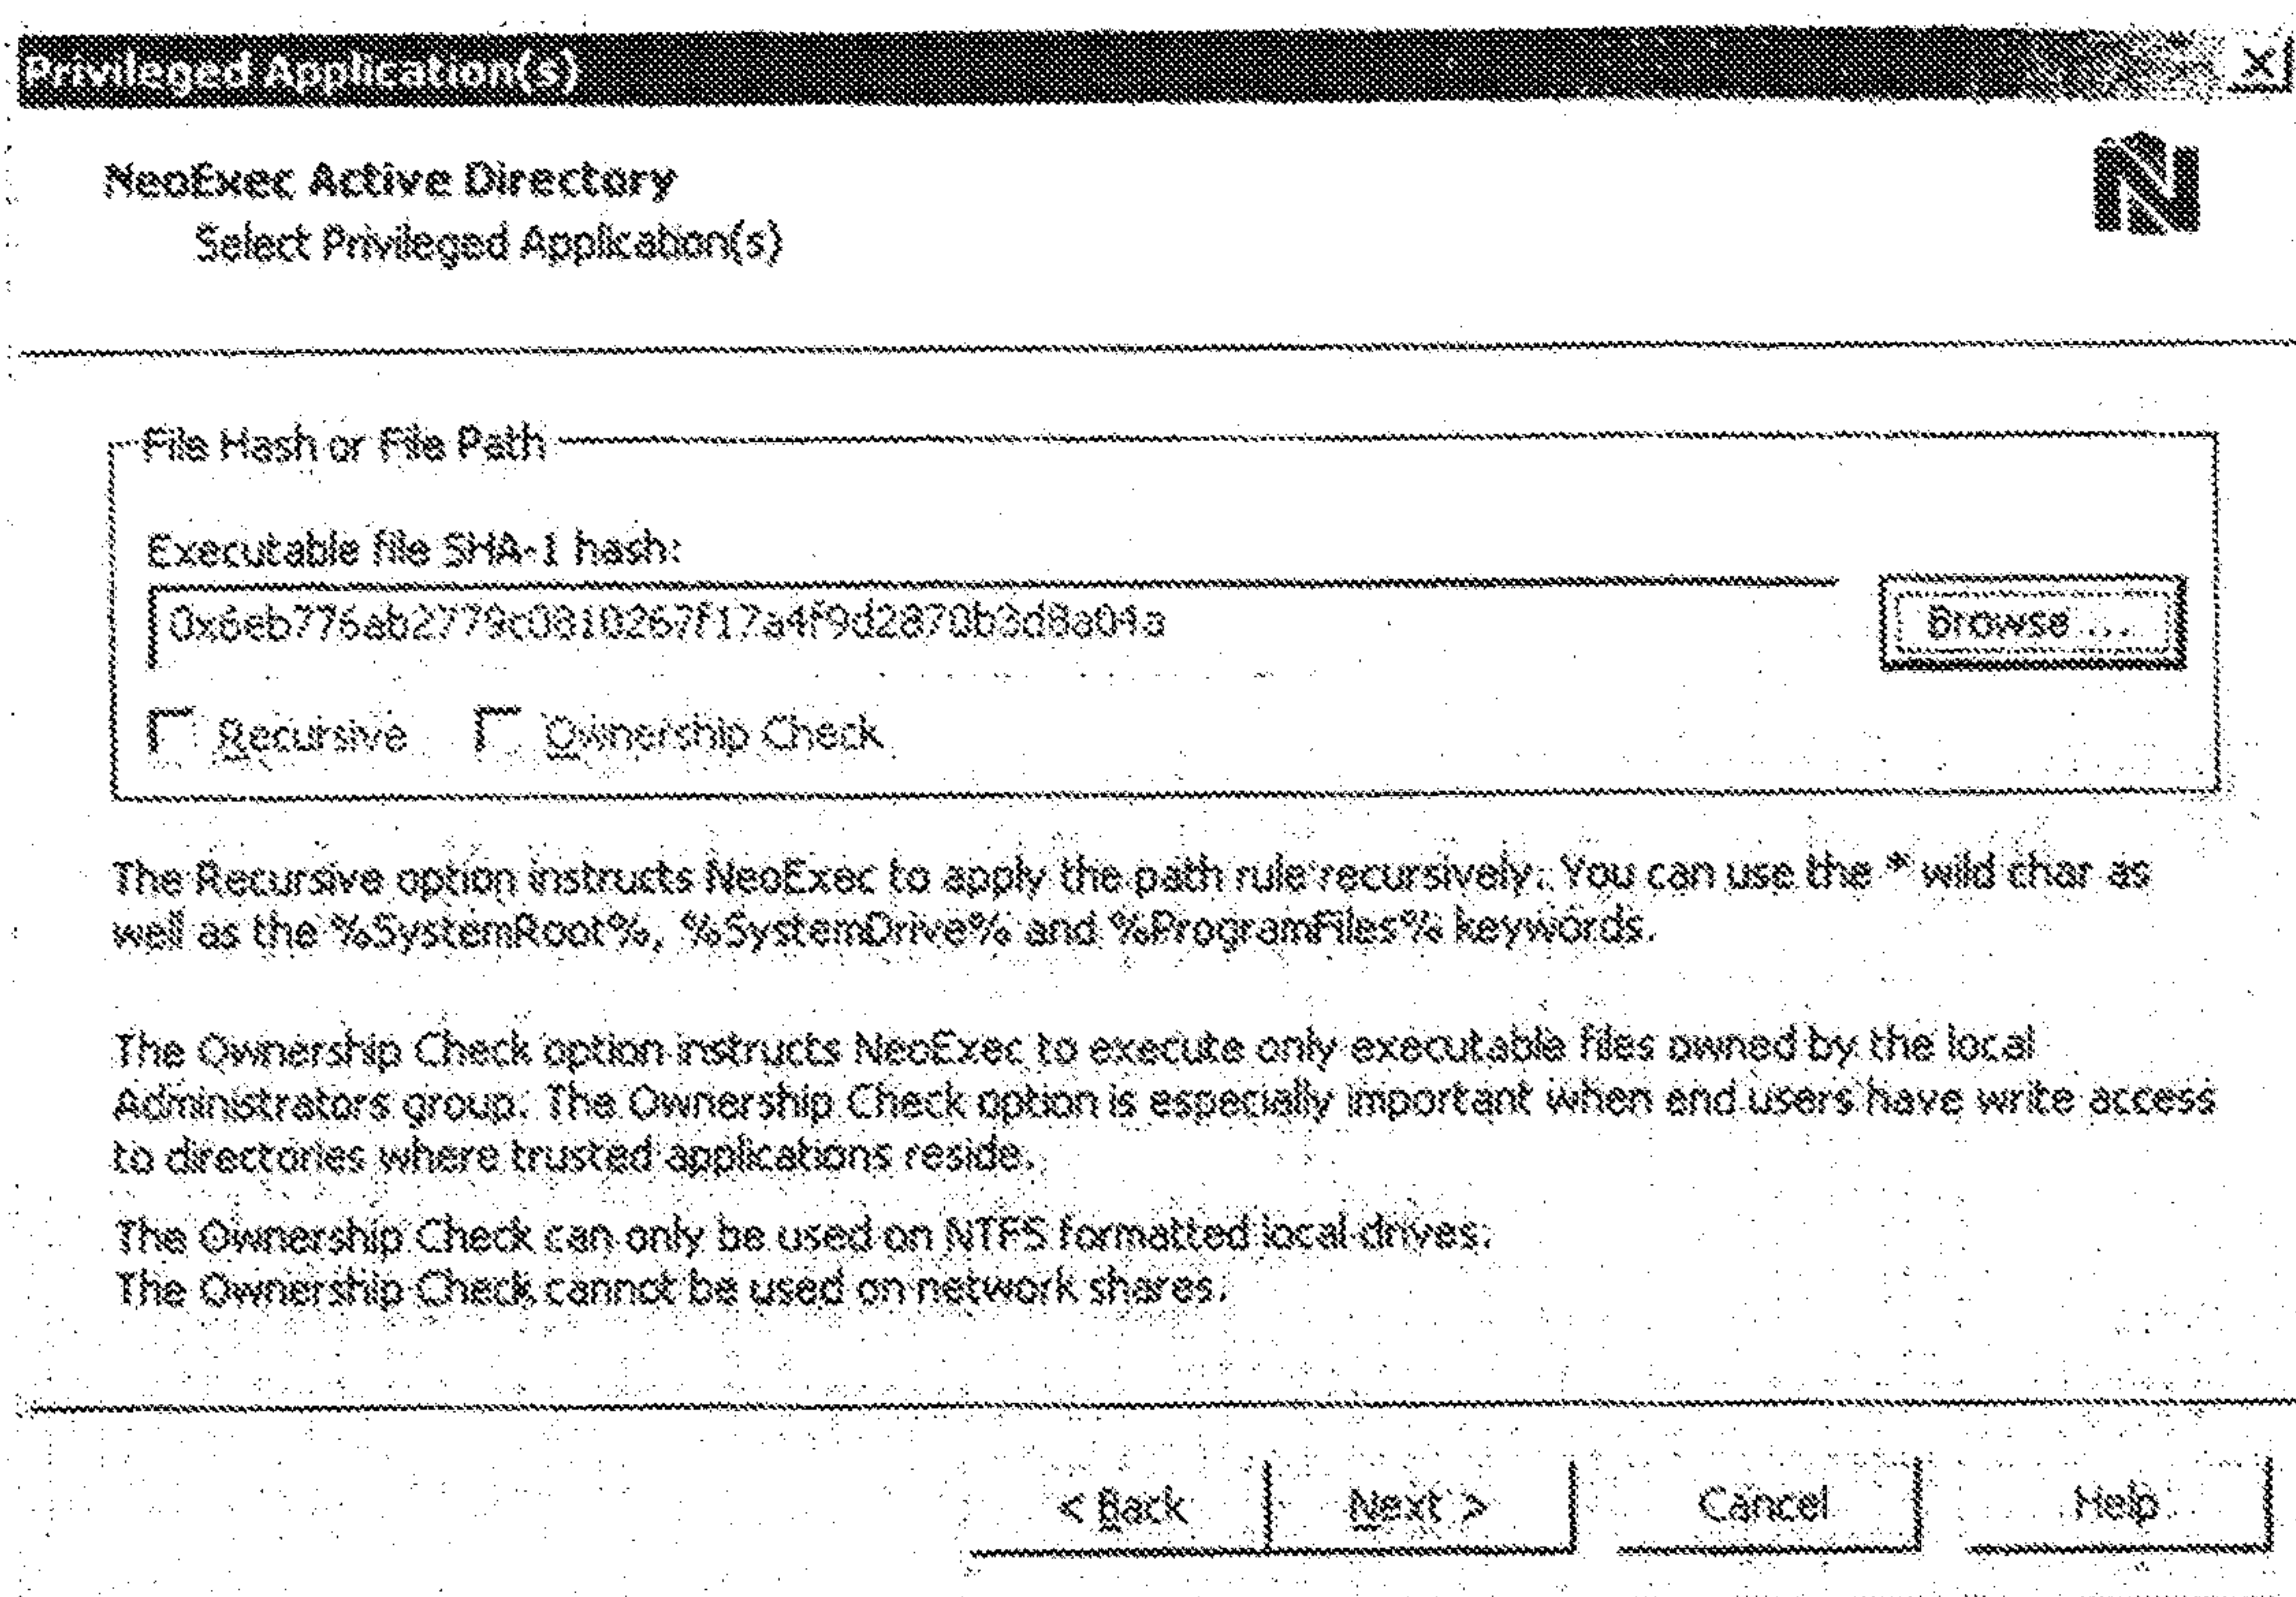 Privileged Application(s)
NeoExec Active Directory
Select Privileged Application(s)
File Hash or File Path
Executable file SHA-1 hash:
Browse ...
Recursive Ownership Check
The Recursive option instructs NeoExec to apply the path rule recursively. You can use the * wild char as
well as the %SystemRoot%, %SystemDrive% and %ProgramFiles% keywords.
The Ownership Check option instructs NeoExec to execute only executable files owned by the local
Administrators group. The Ownership Check option is especially important when end users have write access
to directories where trusted applications reside.
The Ownership Check can only be used on NTFS formatted local drives.
The Ownership Check cannot be used on network shares.
< Back Next > Cancel Help